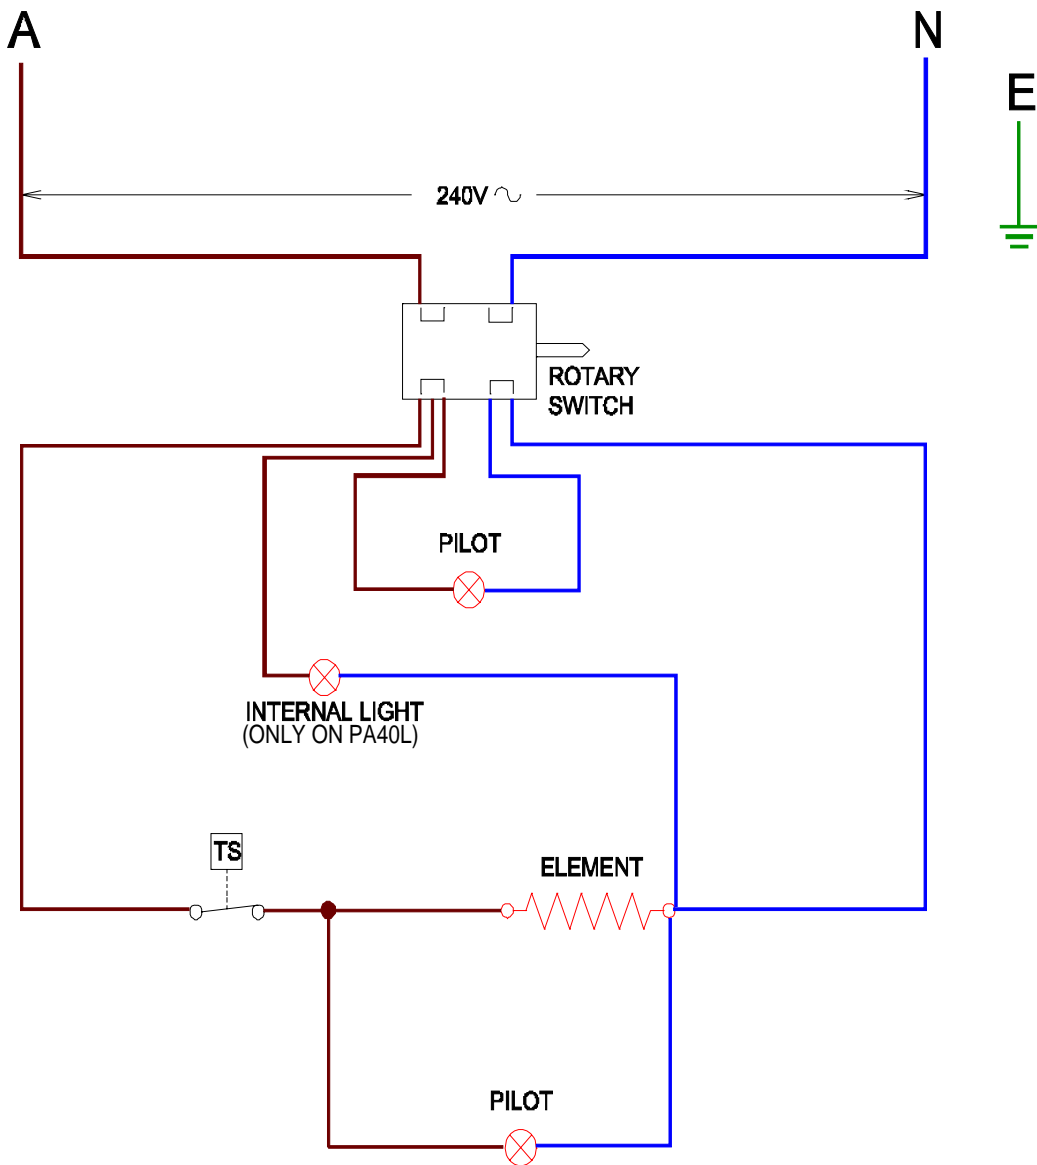 A
N
E
240V
ROTARY
SWITCH
PILOT
INTERNAL LIGHT
(ONLY ON PA40L)
TS
ELEMENT
PILOT